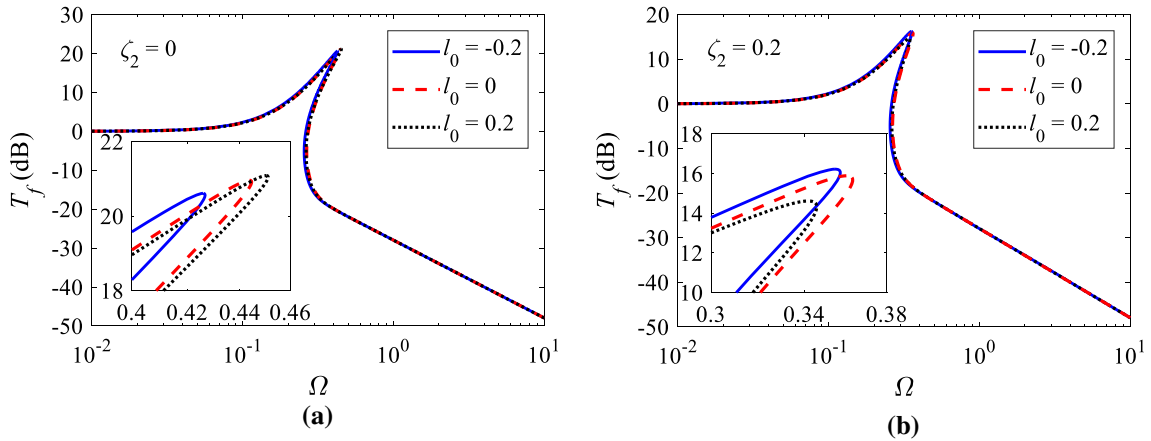 30
20
10
0
-10
-20
-30
-40
-50
T_f (dB)
ζ₂ = 0
l₀ = -0.2
l₀ = 0
l₀ = 0.2
22
20
18
0.4 0.42 0.44 0.46
10⁻² 10⁻¹ 10⁰ 10¹
Ω
(a)
20
10
0
-10
-20
-30
-40
-50
T_f (dB)
ζ₂ = 0.2
l₀ = -0.2
l₀ = 0
l₀ = 0.2
18
16
14
12
10
0.3 0.34 0.38
10⁻² 10⁻¹ 10⁰ 10¹
Ω
(b)